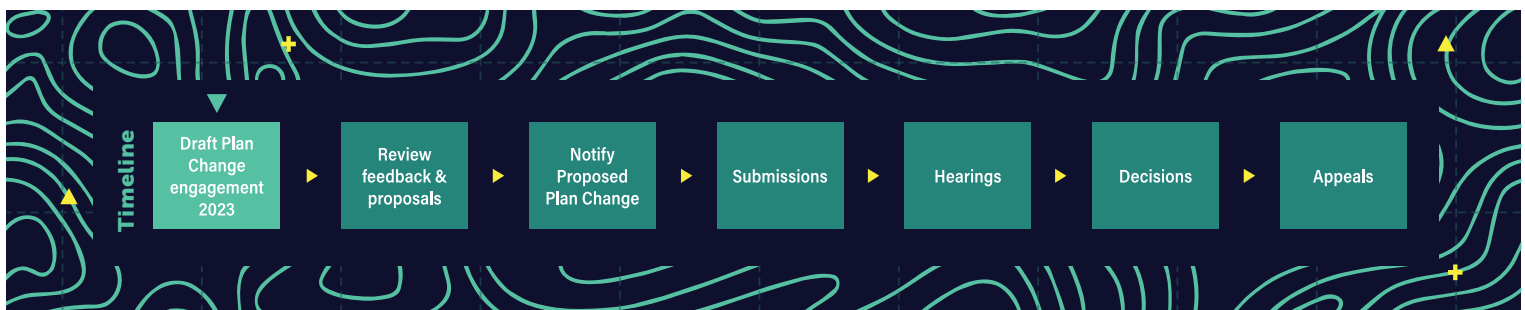 Timeline
Draft Plan
Change
engagement
2023
Review
feedback &
proposals
Notify
Proposed
Plan Change
Submissions
Hearings
Decisions
Appeals